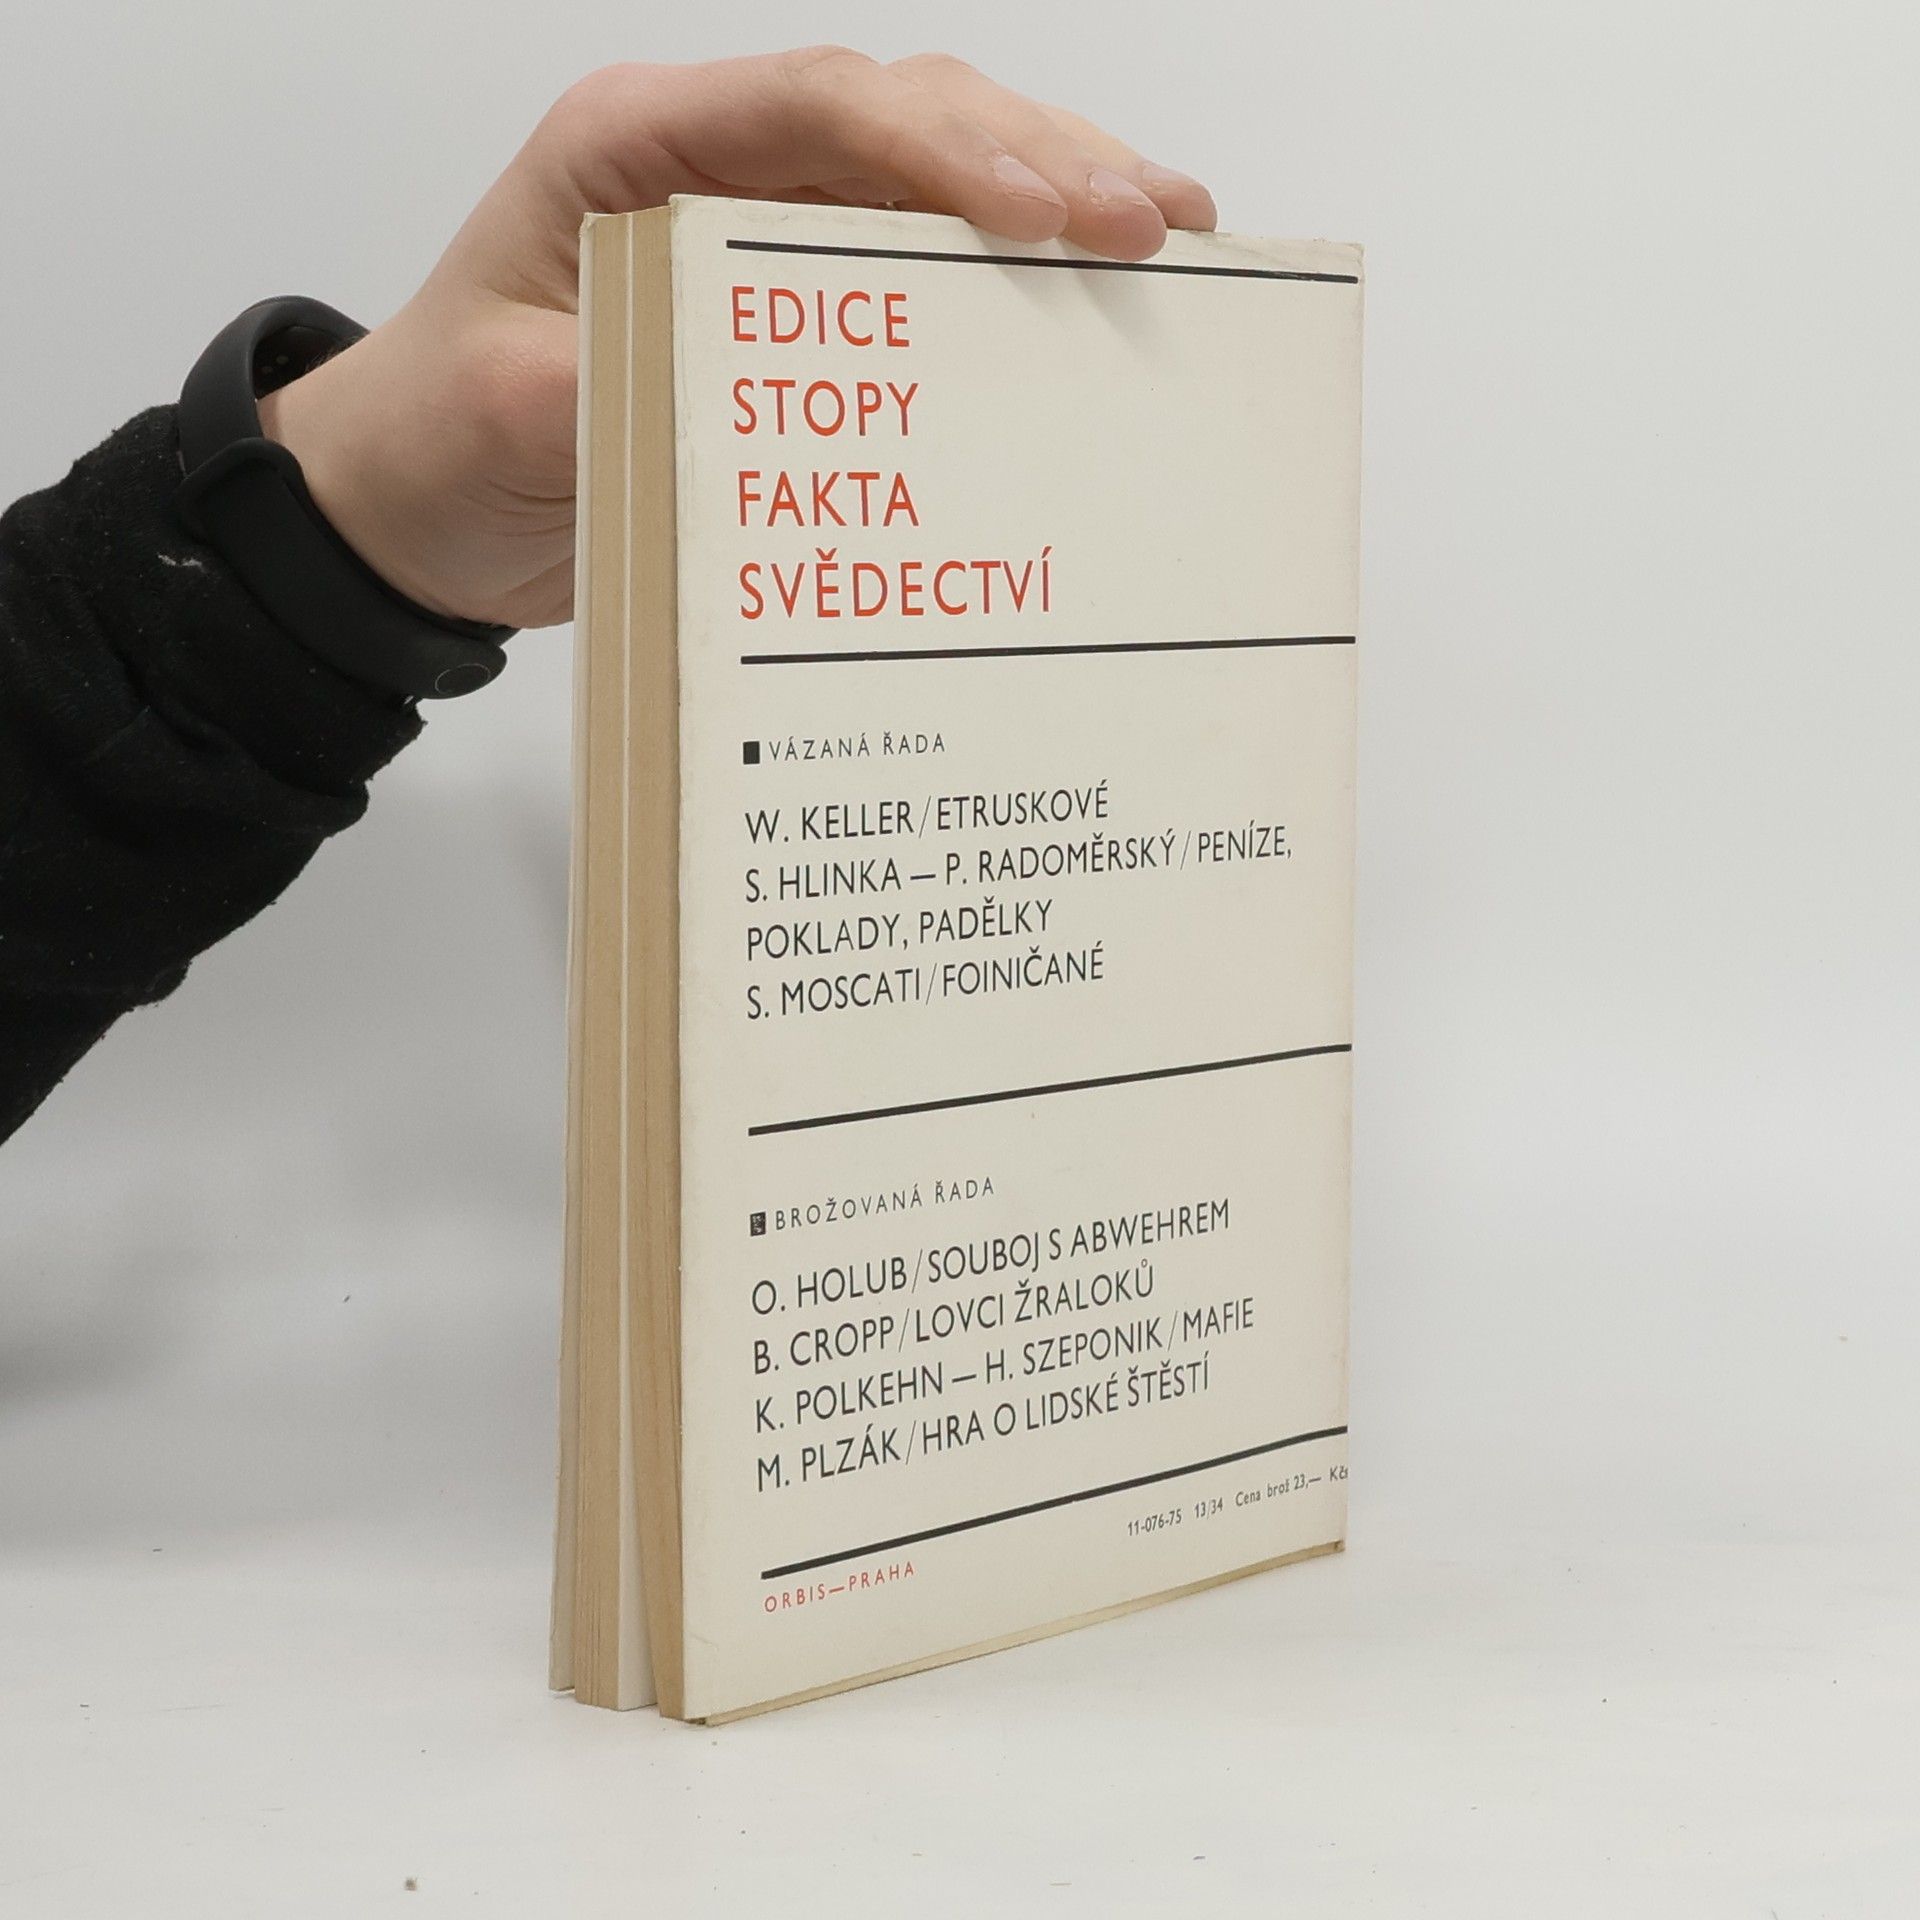 EDICE
STOPY
FAKTA
SVĚDECTVÍ
VÁZANÁ ŘADA
W. KELLER/ETRUSKOVÉ
S. HLINKA — P. RADOMĚRSKÝ/PENÍZE,
POKLADY, PADĚLKY
S. MOSCATI/FOINIČANÉ
BROŽOVANÁ ŘADA
O. HOLUB/SOUBOJ S ABWEHREM
B. CROPP/LOVCI ŽRALOKŮ
K. POLKEHN — H. SZEPONIK/MAFIE
M. PLZÁK/HRA O LIDSKÉ ŠTĚSTÍ
11-076-75 13/34 Cena brož 23,— Kčs
ORBIS—PRAHA